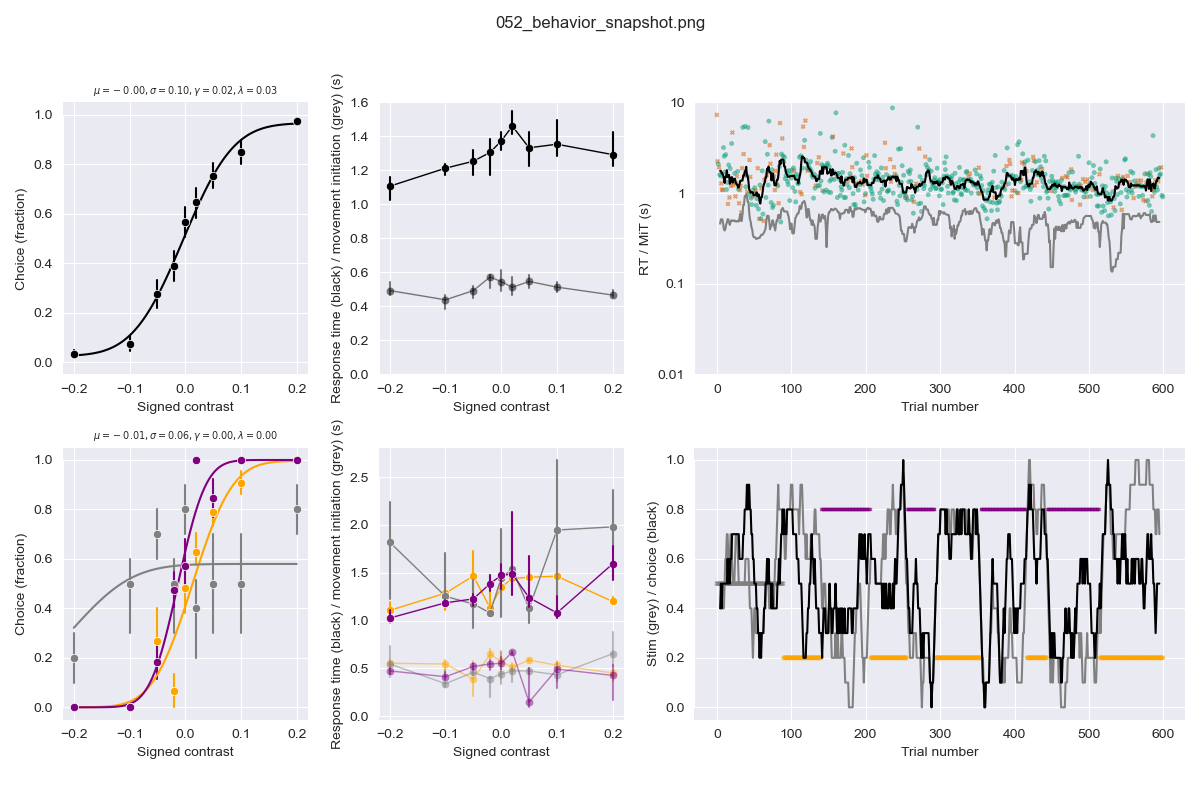 052_behavior_snapshot.png
μ = − 0.00, σ = 0.10, γ = 0.02, λ = 0.03
Choice (fraction)
1.0
0.8
0.6
0.4
0.2
0.0
−0.2 −0.1 0.0 0.1 0.2
Signed contrast
Response time (black) / movement initiation (grey) (s)
1.6
1.4
1.2
1.0
0.8
0.6
0.4
0.2
0.0
−0.2 −0.1 0.0 0.1 0.2
Signed contrast
RT / MiT (s)
10
1
0.1
0.01
0 100 200 300 400 500 600
Trial number
μ = − 0.01, σ = 0.06, γ = 0.00, λ = 0.00
Choice (fraction)
1.0
0.8
0.6
0.4
0.2
0.0
−0.2 −0.1 0.0 0.1 0.2
Signed contrast
Response time (black) / movement initiation (grey) (s)
2.5
2.0
1.5
1.0
0.5
0.0
−0.2 −0.1 0.0 0.1 0.2
Signed contrast
Stim (grey) / choice (black)
1.0
0.8
0.6
0.4
0.2
0.0
0 100 200 300 400 500 600
Trial number